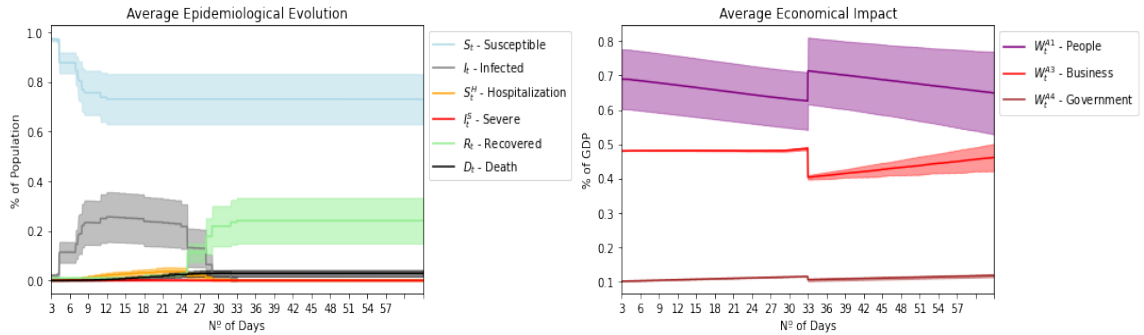 Average Epidemiological Evolution
% of Population
1.0
0.8
0.6
0.4
0.2
0.0
3 6 9 12 15 18 21 24 27 30 33 36 39 42 45 48 51 54 57
Nº of Days
S_t - Susceptible
I_t - Infected
S_t^H - Hospitalization
I_t^S - Severe
R_t - Recovered
D_t - Death
Average Economical Impact
% of GDP
0.8
0.7
0.6
0.5
0.4
0.3
0.2
0.1
3 6 9 12 15 18 21 24 27 30 33 36 39 42 45 48 51 54 57
Nº of Days
W_t^A1 - People
W_t^A3 - Business
W_t^A4 - Government